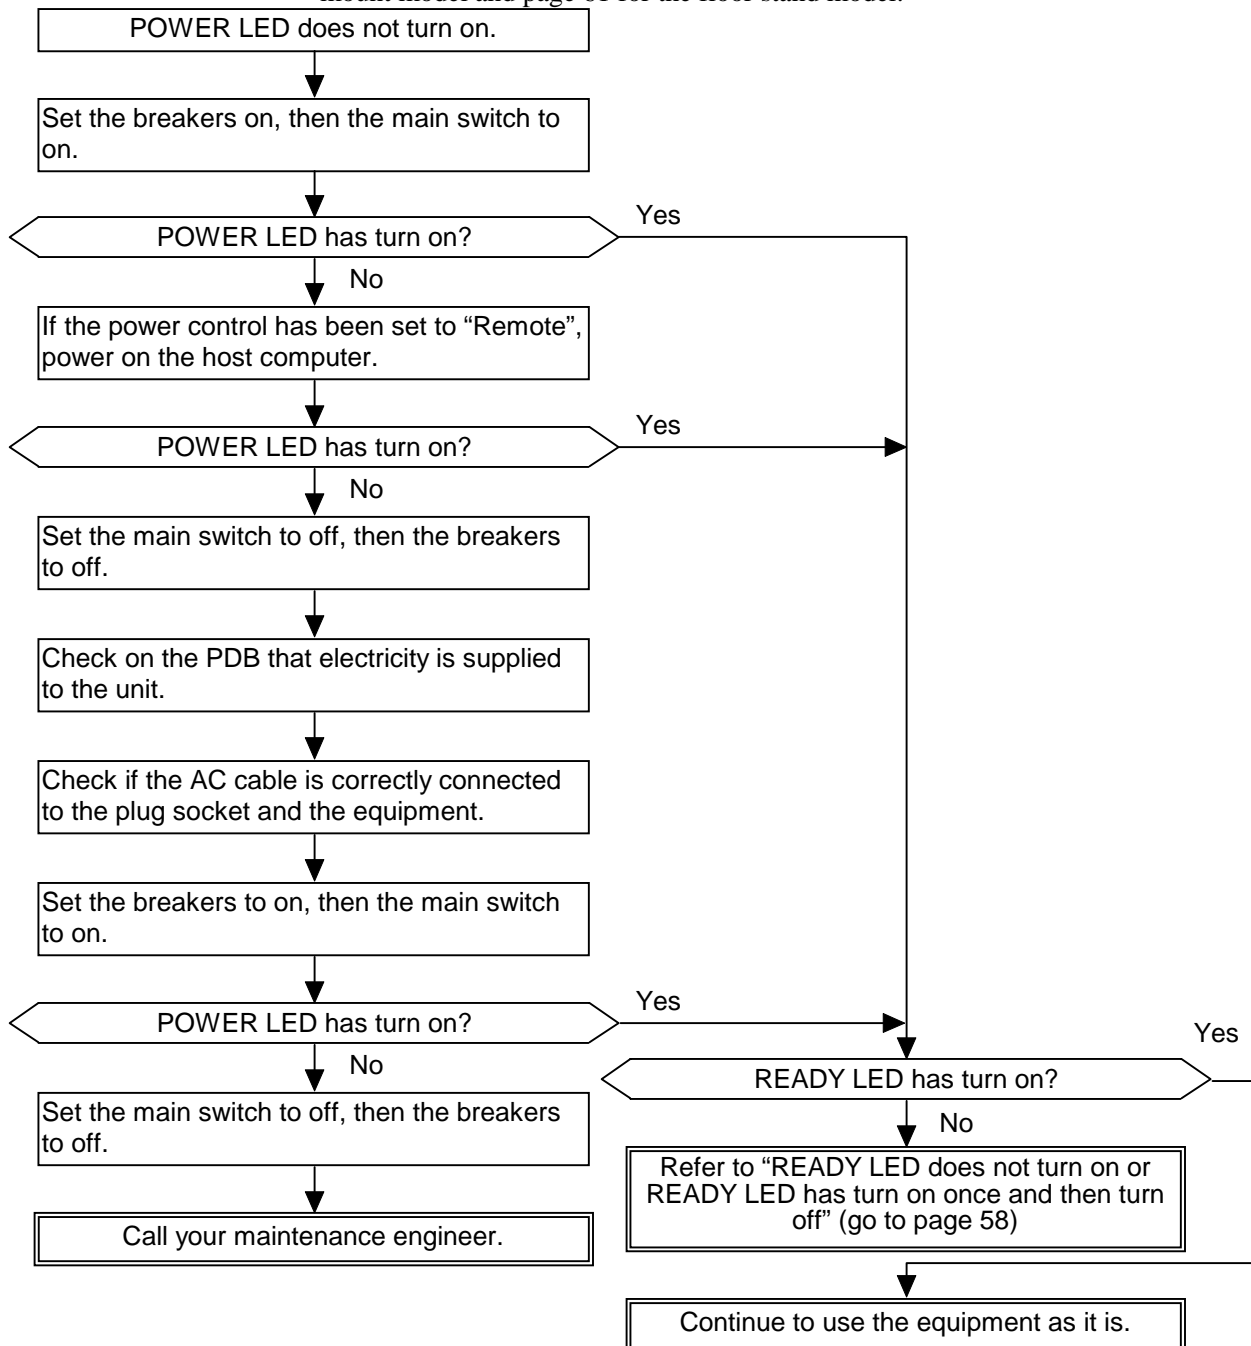 mount model and page 61 for the floor stand model.
POWER LED does not turn on.
Set the breakers on, then the main switch to
on.
POWER LED has turn on?
Yes
No
If the power control has been set to “Remote”,
power on the host computer.
POWER LED has turn on?
Yes
No
Set the main switch to off, then the breakers
to off.
Check on the PDB that electricity is supplied
to the unit.
Check if the AC cable is correctly connected
to the plug socket and the equipment.
Set the breakers to on, then the main switch
to on.
POWER LED has turn on?
Yes
No
Set the main switch to off, then the breakers
to off.
Call your maintenance engineer.
READY LED has turn on?
Yes
No
Refer to “READY LED does not turn on or
READY LED has turn on once and then turn
off” (go to page 58)
Continue to use the equipment as it is.